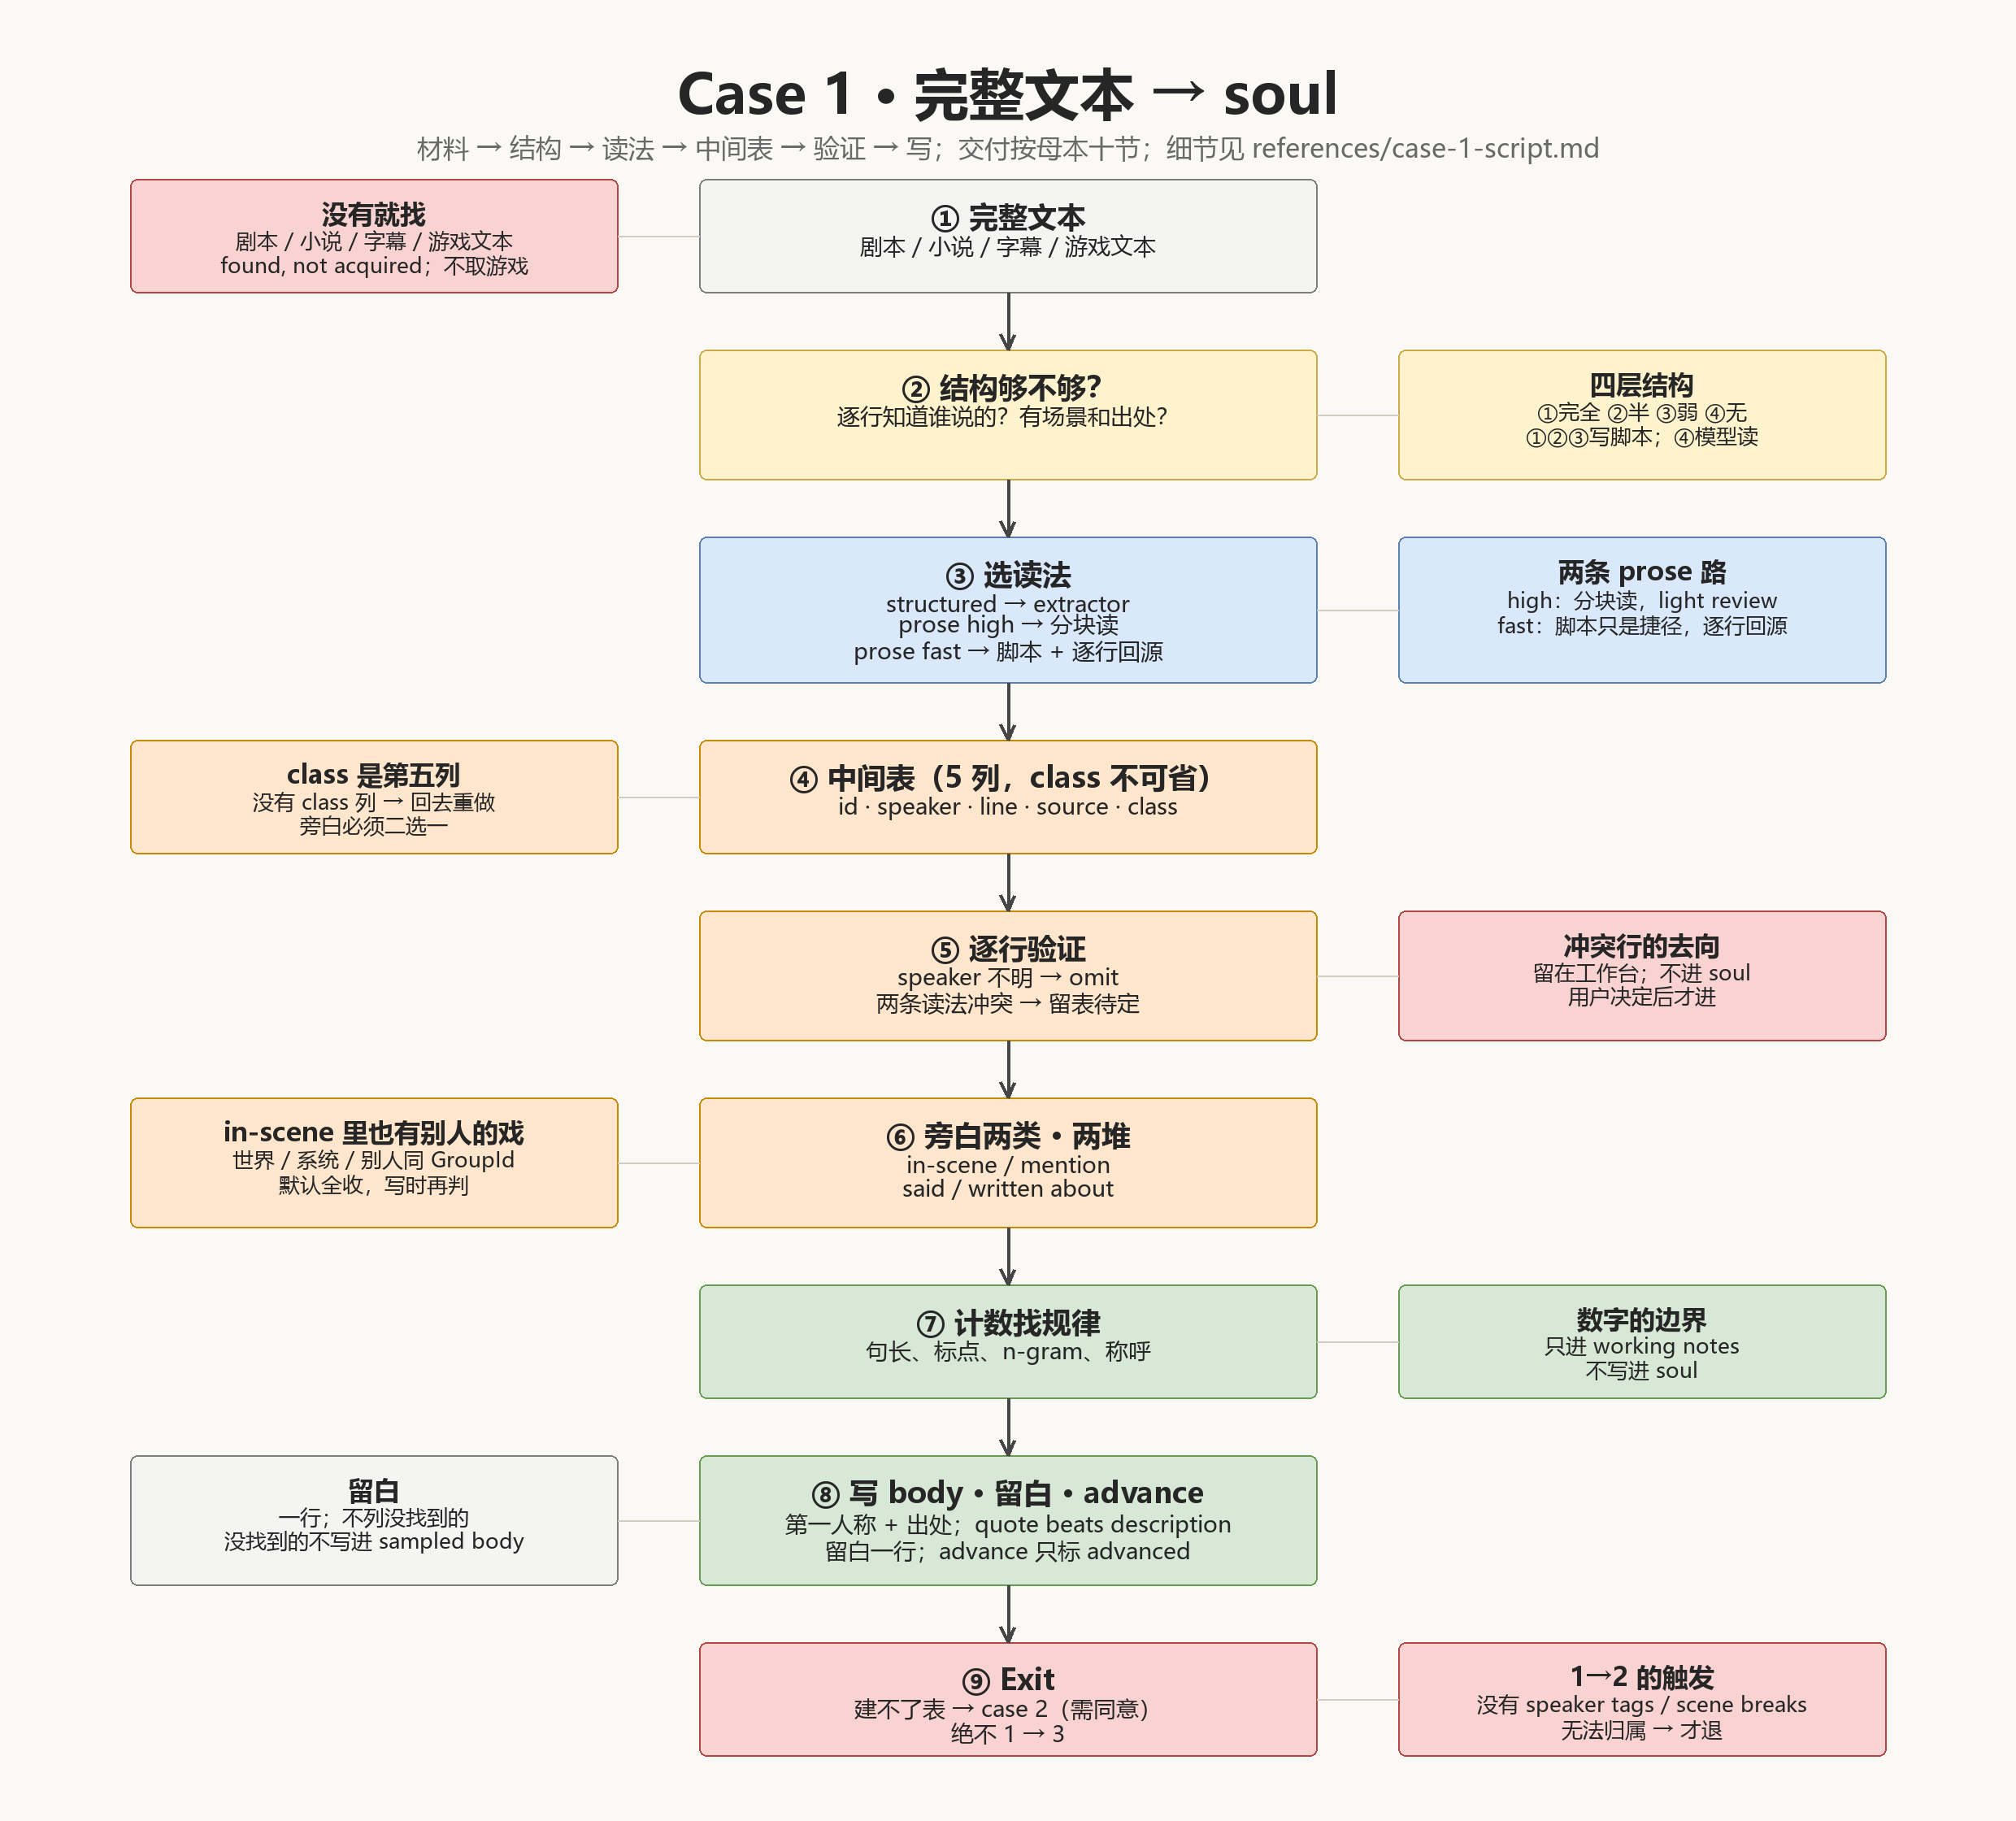 Case 1 • 完整文本 → soul
材料 → 结构 → 读法 → 中间表 → 验证 → 写；交付按母本十节；细节见 references/case-1-script.md
没有就找
剧本 / 小说 / 字幕 / 游戏文本
found, not acquired；不取游戏
① 完整文本
剧本 / 小说 / 字幕 / 游戏文本
② 结构够不够？
逐行知道谁说的？有场景和出处？
四层结构
①完全 ②半 ③弱 ④无
①②③写脚本；④模型读
③ 选读法
structured → extractor
prose high → 分块读
prose fast → 脚本 + 逐行回源
两条 prose 路
high：分块读，light review
fast：脚本只是捷径，逐行回源
class 是第五列
没有 class 列 → 回去重做
旁白必须二选一
④ 中间表（5 列，class 不可省）
id · speaker · line · source · class
⑤ 逐行验证
speaker 不明 → omit
两条读法冲突 → 留表待定
冲突行的去向
留在工作台；不进 soul
用户决定后才进
in-scene 里也有别人的戏
世界 / 系统 / 别人同 GroupId
默认全收，写时再判
⑥ 旁白两类 • 两堆
in-scene / mention
said / written about
⑦ 计数找规律
句长、标点、n-gram、称呼
数字的边界
只进 working notes
不写进 soul
留白
一行；不列没找到的
没找到的不写进 sampled body
⑧ 写 body • 留白 • advance
第一人称 + 出处；quote beats description
留白一行；advance 只标 advanced
⑨ Exit
建不了表 → case 2（需同意）
绝不 1 → 3
1→2 的触发
没有 speaker tags / scene breaks
无法归属 → 才退